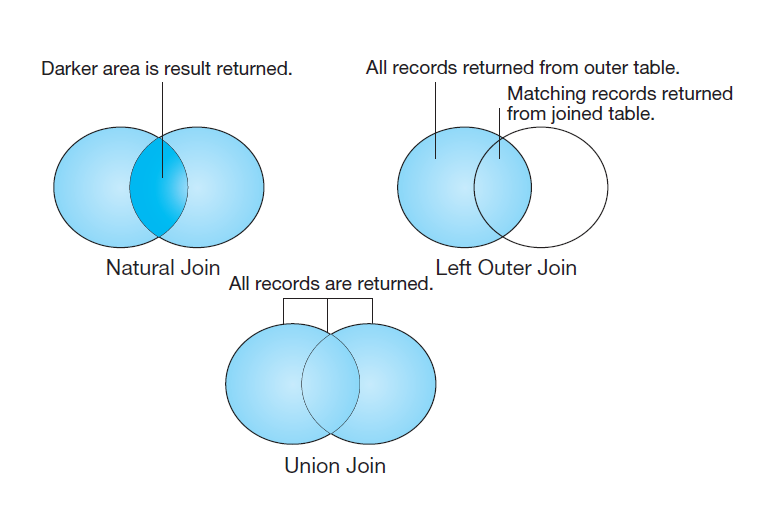 Darker area is result returned.
All records returned from outer table.
Matching records returned
from joined table.
Natural Join
Left Outer Join
All records are returned.
Union Join